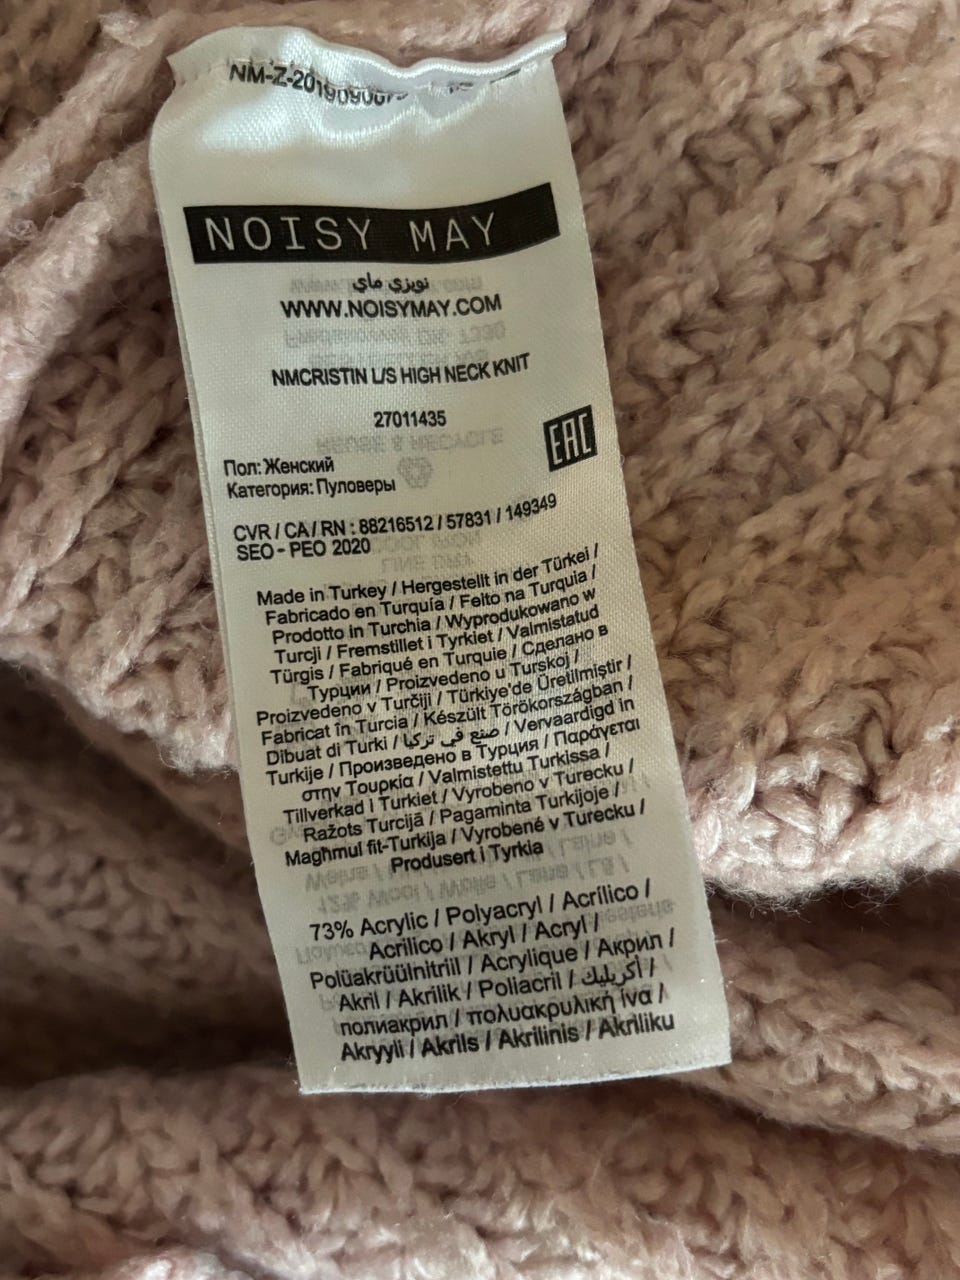 NOISY MAY
نويزي ماي
WWW.NOISYMAY.COM
NMCRISTIN L/S HIGH NECK KNIT
27011435
EAC
Пол: Женский
Категория: Пуловеры
CVR / CA / RN : 88216512 / 57831 / 149349
SEO - PEO 2020
Made in Turkey / Hergestellt in der Türkei /
Fabricado en Turquía / Feito na Turquia /
Prodotto in Turchia / Wyprodukowano w
Turcji / Fremstillet i Tyrkiet / Valmistatud
Türgis / Fabriqué en Turquie / Сделано в
Турции / Proizvedeno u Turskoj /
Proizvedeno v Turčiji / Türkiye'de Üretilmiştir /
Fabricat în Turcia / Készült Törökországban /
Dibuat di Turki / صنع في تركيا / Vervaardigd in
Turkije / Произведено в Турция / Παράγεται
στην Τουρκία / Valmistettu Turkissa /
Tillverkad i Turkiet / Vyrobeno v Turecku /
Ražots Turcijā / Pagaminta Turkijoje /
Magħmul fit-Turkija / Vyrobené v Turecku /
Produsert i Tyrkia
73% Acrylic / Polyacryl / Acrílico /
Acrilico / Akryl / Acryl /
Polüakrüülnitriil / Acrylique / Акрил /
Akril / Akrilik / Poliacril / أكريليك /
полиакрил / πολυακρυλική ίνα /
Akryyli / Akrils / Akrilinis / Akriliku